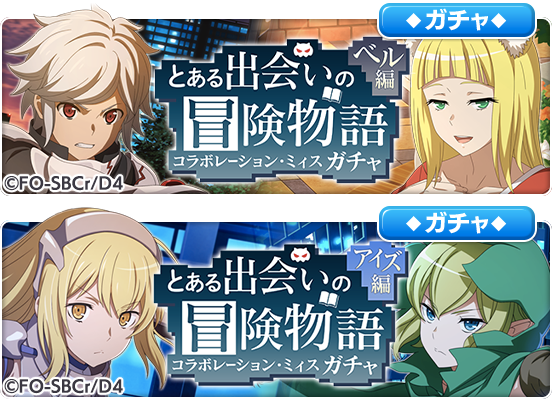 ◆ガチャ◆
とある出会いの
冒険物語
ベル編
コラボレーション・ミィス ガチャ
©FO-SBCr/D4
◆ガチャ◆
とある出会いの
冒険物語
アイズ編
コラボレーション・ミィス ガチャ
©FO-SBCr/D4